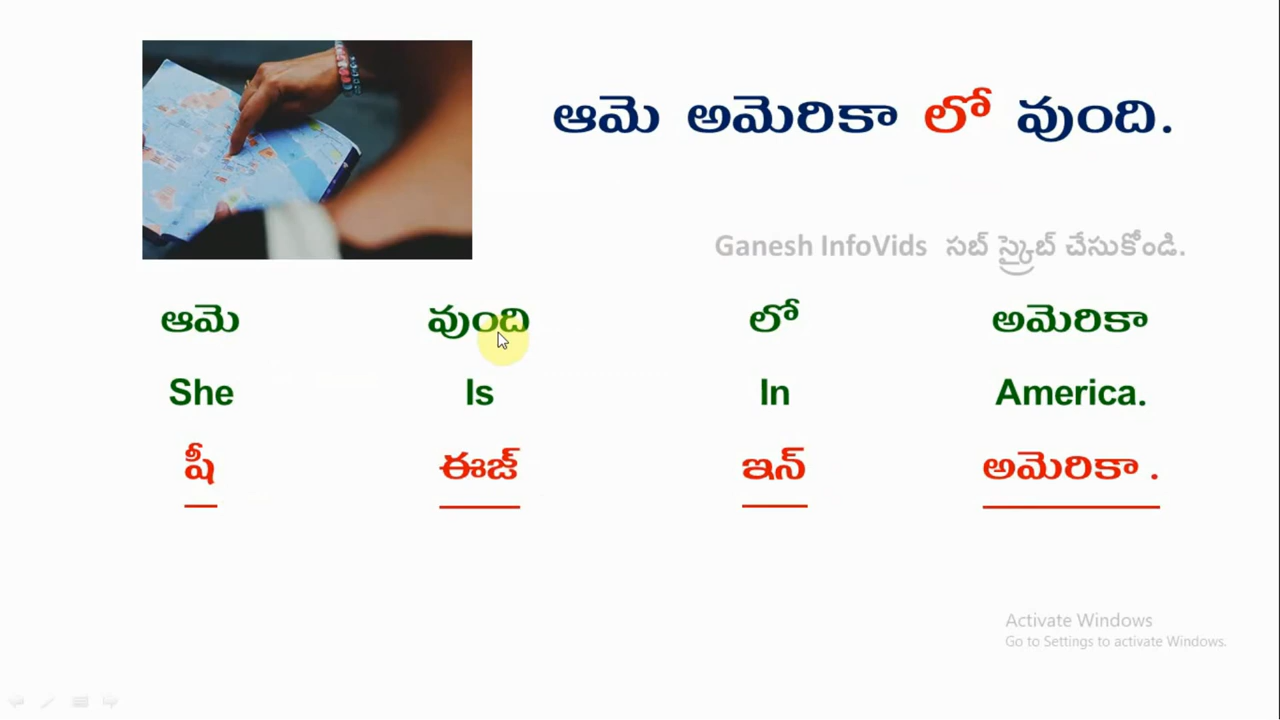 ఆమె అమెరికా లో వుంది.
Ganesh InfoVids సబ్ స్క్రైబ్ చేసుకోండి.
ఆమె వుంది లో అమెరికా
She Is In America.
షీ ఈజ్ ఇన్ అమెరికా .
Activate Windows
Go to Settings to activate Windows.